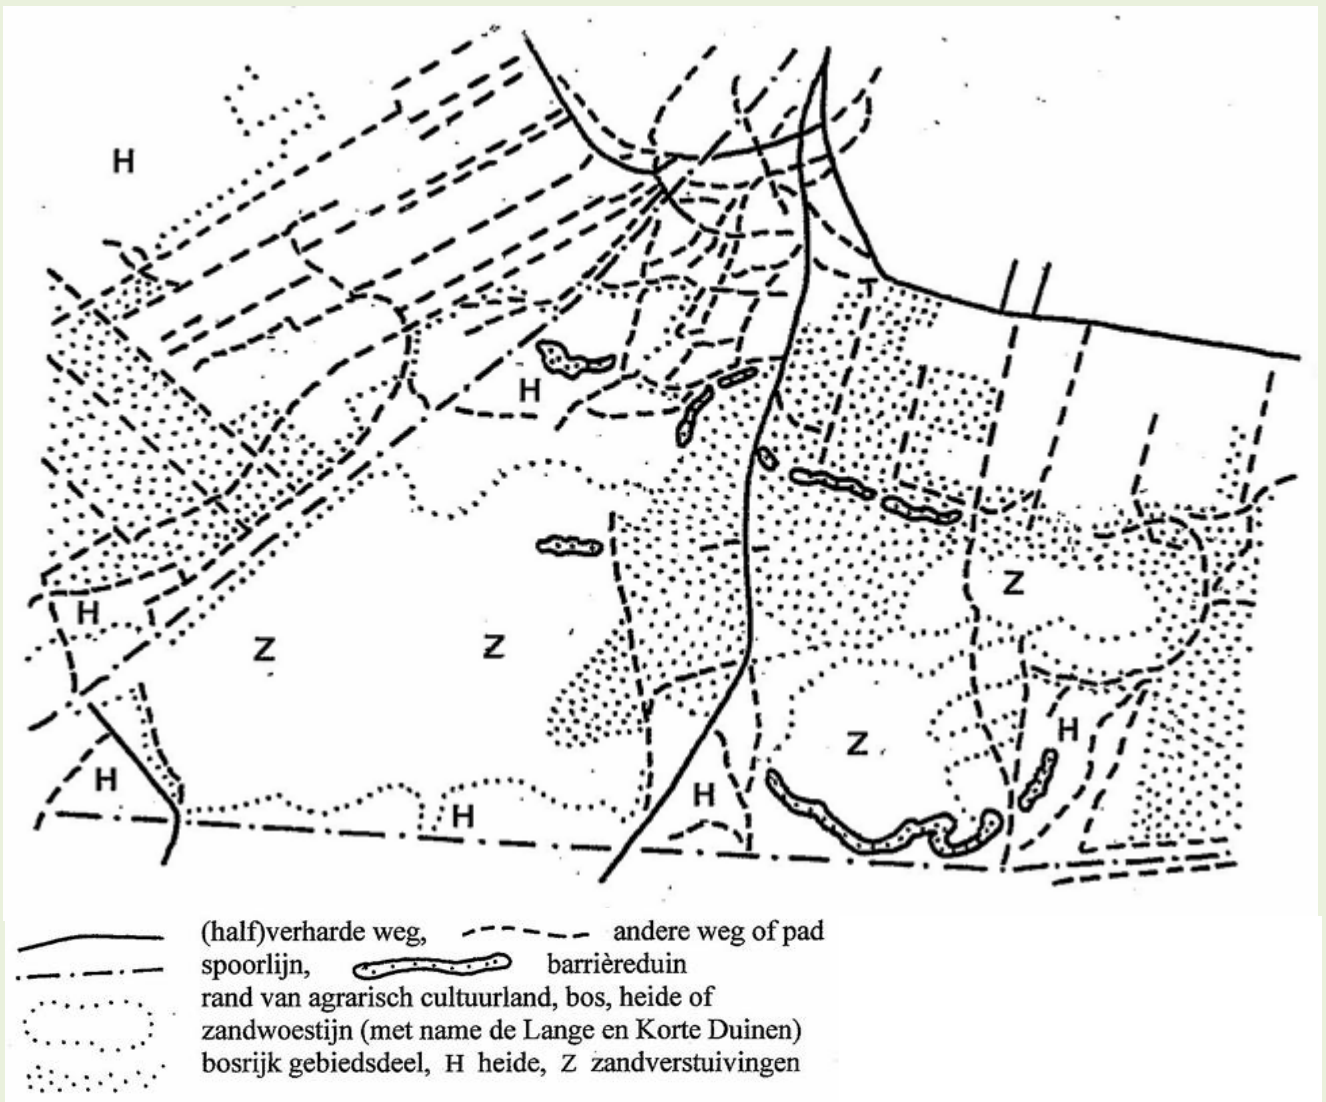 H
H
H
Z
Z
Z
Z
H
H
H
H
(half)verharde weg, andere weg of pad
spoorlijn, barrièreduin
rand van agrarisch cultuurland, bos, heide of
zandwoestijn (met name de Lange en Korte Duinen)
bosrijk gebiedsdeel, H heide, Z zandverstuivingen